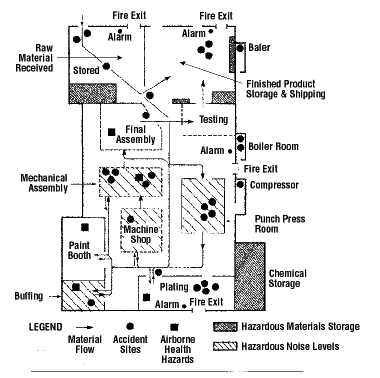 Fire Exit
Fire Exit
Alarm
Alarm
Raw
Material
Received
Baler
Stored
Finished Product
Storage & Shipping
Testing
Final
Assembly
Boiler Room
Alarm
Fire Exit
Mechanical
Assembly
Compressor
Machine
Shop
Punch Press
Room
Paint
Booth
Chemical
Storage
Buffing
Plating
Alarm
Fire Exit
LEGEND
Material
Flow
Accident
Sites
Airborne
Health
Hazards
Hazardous Materials Storage
Hazardous Noise Levels